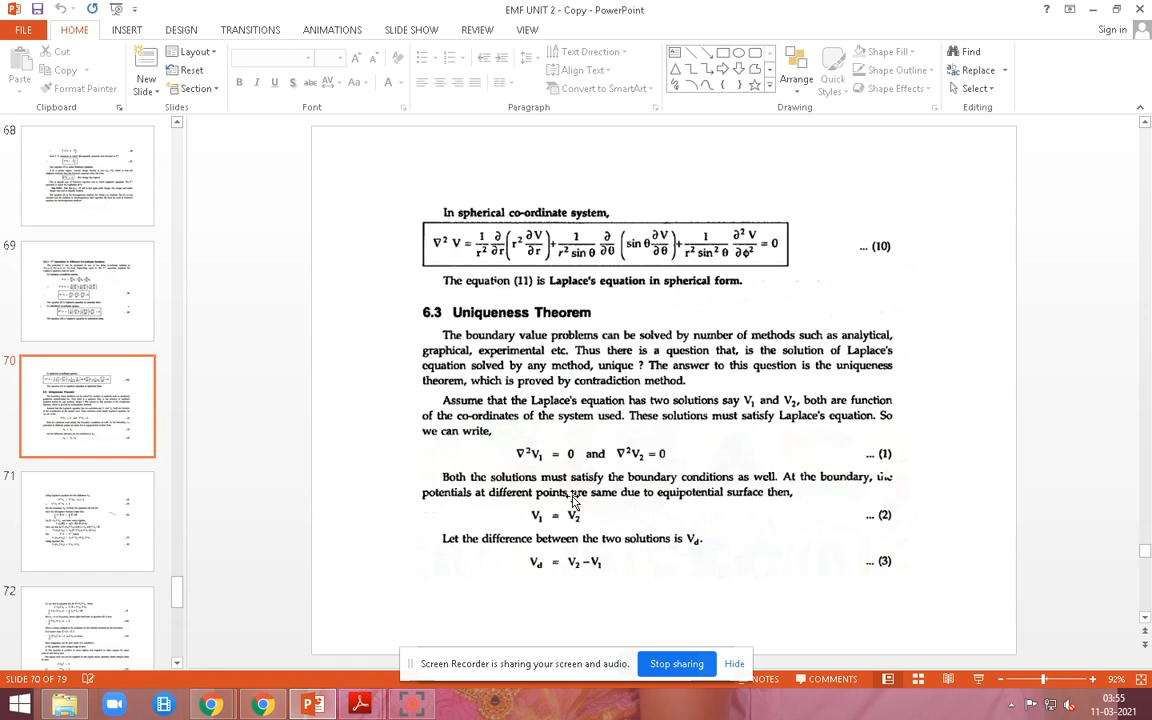 EMF UNIT 2 - Copy - PowerPoint
FILE HOME INSERT DESIGN TRANSITIONS ANIMATIONS SLIDE SHOW REVIEW VIEW Sign in
Cut
Copy
Format Painter
Paste
Clipboard
New
Slide
Layout
Reset
Section
Slides
Font
Text Direction
Align Text
Convert to SmartArt
Paragraph
Arrange
Quick
Styles
Shape Fill
Shape Outline
Shape Effects
Drawing
Find
Replace
Select
Editing
68
69
70
71
72
In spherical co-ordinate system,
∇² V = 1/r² ∂/∂r (r² ∂V/∂r) + 1/(r² sin θ) ∂/∂θ (sin θ ∂V/∂θ) + 1/(r² sin² θ) ∂² V/∂ϕ² = 0 ... (10)
The equation (11) is Laplace's equation in spherical form.
6.3 Uniqueness Theorem
The boundary value problems can be solved by number of methods such as analytical,
graphical, experimental etc. Thus there is a question that, is the solution of Laplace's
equation solved by any method, unique ? The answer to this question is the uniqueness
theorem, which is proved by contradiction method.
Assume that the Laplace's equation has two solutions say V₁ and V₂, both are function
of the co-ordinates of the system used. These solutions must satisfy Laplace's equation. So
we can write,
∇²V₁ = 0 and ∇²V₂ = 0 ... (1)
Both the solutions must satisfy the boundary conditions as well. At the boundary, the
potentials at different points are same due to equipotential surface then,
V₁ = V₂ ... (2)
Let the difference between the two solutions is V_d.
V_d = V₂ − V₁ ... (3)
Screen Recorder is sharing your screen and audio. Stop sharing Hide
SLIDE 70 OF 79 NOTES COMMENTS 92%
03:55
11-03-2021